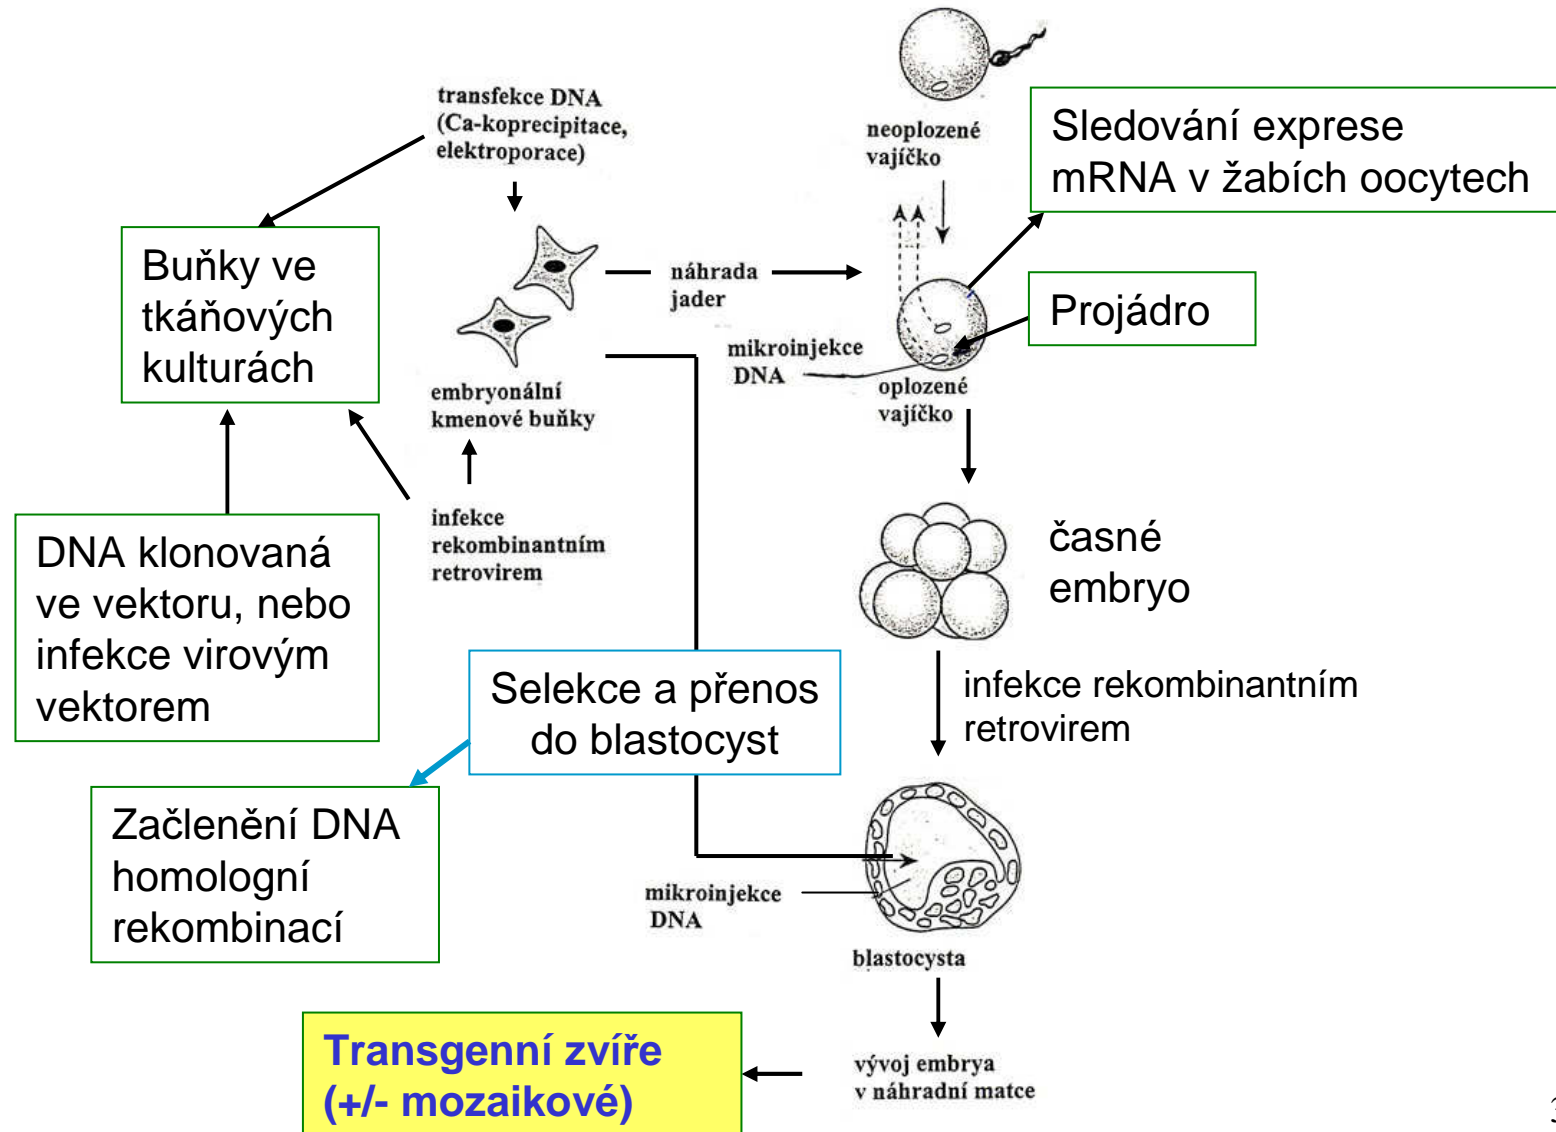 transfekce DNA
(Ca-koprecipitace,
elektroporace)
neoplozené
vajíčko
Sledování exprese
mRNA v žabích oocytech
Buňky ve
tkáňových
kulturách
náhrada
jader
Projádro
mikroinjekce
DNA
oplozené
vajíčko
embryonální
kmenové buňky
infekce
rekombinantním
retrovirem
DNA klonovaná
ve vektoru, nebo
infekce virovým
vektorem
časné
embryo
Selekce a přenos
do blastocyst
infekce rekombinantním
retrovirem
Začlenění DNA
homologní
rekombinací
mikroinjekce
DNA
blastocysta
Transgenní zvíře
(+/- mozaikové)
vývoj embrya
v náhradní matce